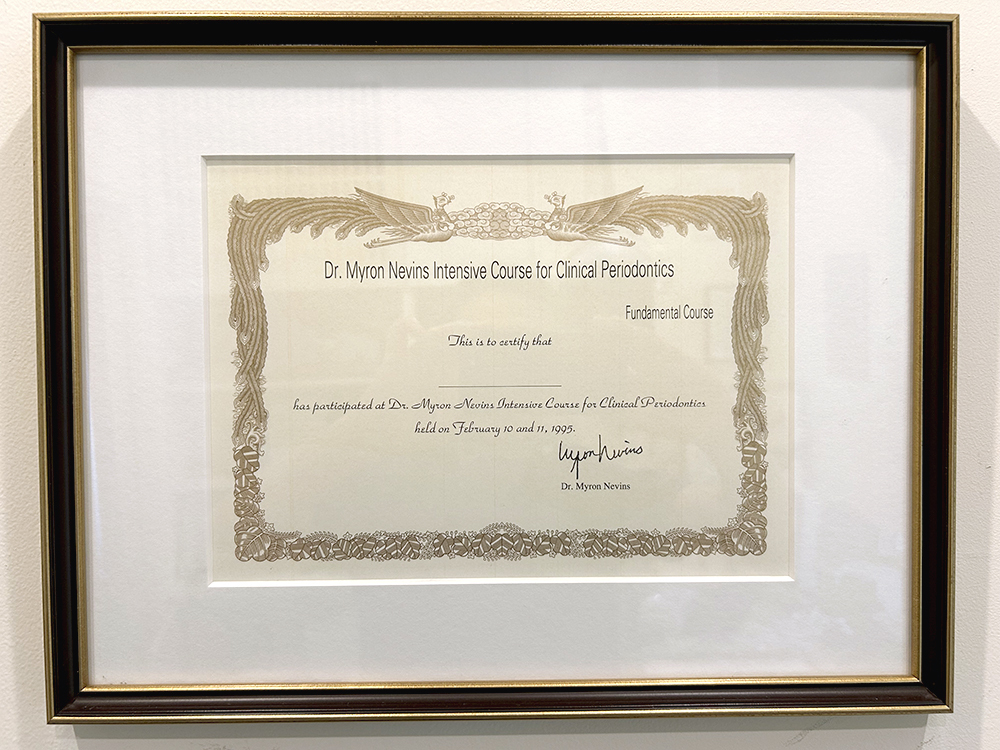 Dr. Myron Nevins Intensive Course for Clinical Periodontics
Fundamental Course
This is to certify that
has participated at Dr. Myron Nevins Intensive Course for Clinical Periodontics
held on February 10 and 11, 1995.
Myron Nevins
Dr. Myron Nevins